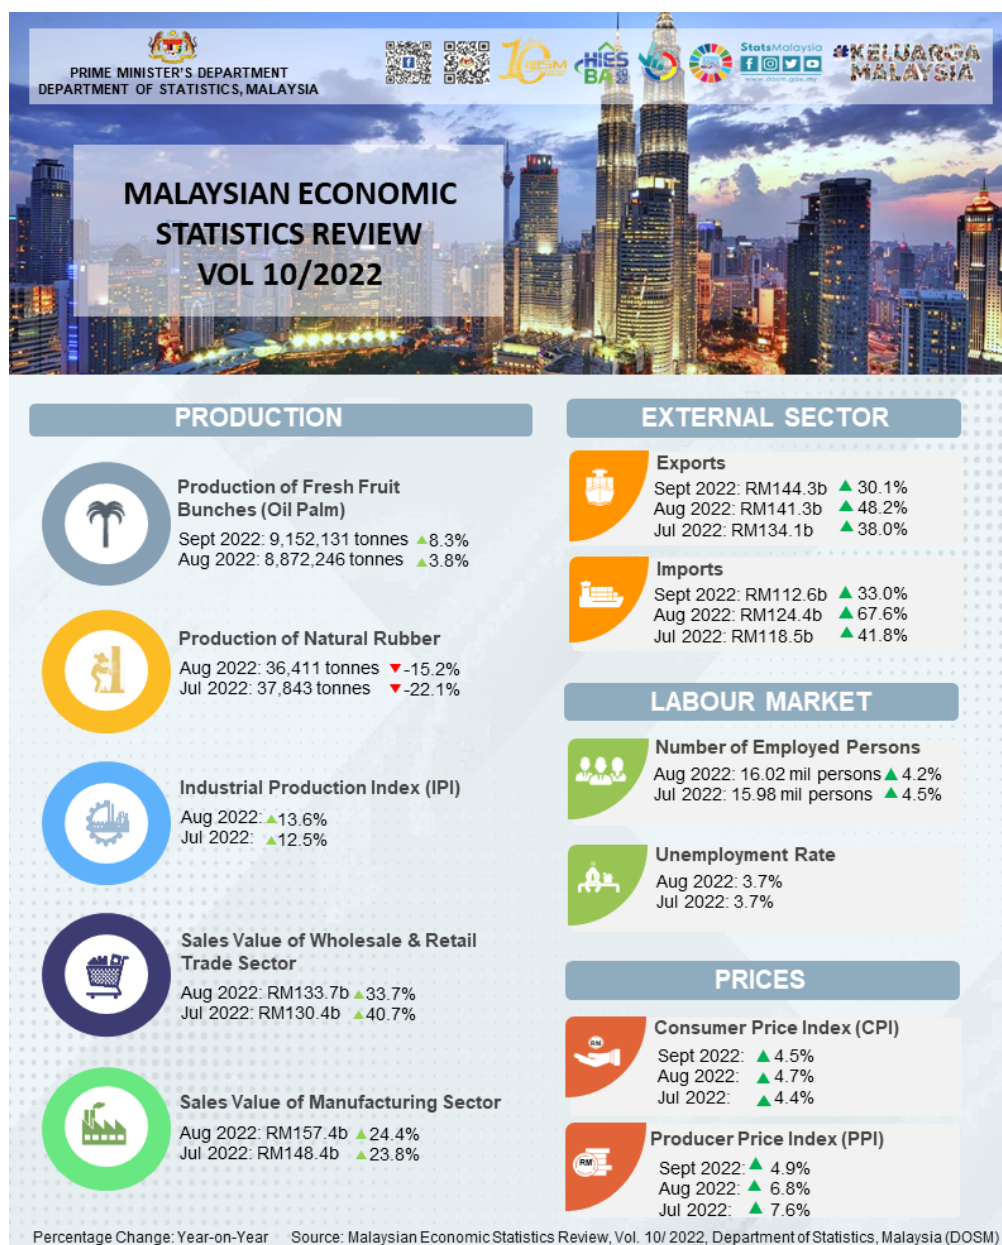 PRIME MINISTER'S DEPARTMENT
DEPARTMENT OF STATISTICS, MALAYSIA
StatsMalaysia
www.dosm.gov.my
#KELUARGA
MALAYSIA
MALAYSIAN ECONOMIC
STATISTICS REVIEW
VOL 10/2022
PRODUCTION
Production of Fresh Fruit
Bunches (Oil Palm)
Sept 2022: 9,152,131 tonnes ▲8.3%
Aug 2022: 8,872,246 tonnes ▲3.8%
Production of Natural Rubber
Aug 2022: 36,411 tonnes ▼-15.2%
Jul 2022: 37,843 tonnes ▼-22.1%
Industrial Production Index (IPI)
Aug 2022: ▲13.6%
Jul 2022: ▲12.5%
Sales Value of Wholesale & Retail
Trade Sector
Aug 2022: RM133.7b ▲33.7%
Jul 2022: RM130.4b ▲40.7%
Sales Value of Manufacturing Sector
Aug 2022: RM157.4b ▲24.4%
Jul 2022: RM148.4b ▲23.8%
EXTERNAL SECTOR
Exports
Sept 2022: RM144.3b ▲ 30.1%
Aug 2022: RM141.3b ▲ 48.2%
Jul 2022: RM134.1b ▲ 38.0%
Imports
Sept 2022: RM112.6b ▲ 33.0%
Aug 2022: RM124.4b ▲ 67.6%
Jul 2022: RM118.5b ▲ 41.8%
LABOUR MARKET
Number of Employed Persons
Aug 2022: 16.02 mil persons ▲ 4.2%
Jul 2022: 15.98 mil persons ▲ 4.5%
Unemployment Rate
Aug 2022: 3.7%
Jul 2022: 3.7%
PRICES
RM
Consumer Price Index (CPI)
Sept 2022: ▲ 4.5%
Aug 2022: ▲ 4.7%
Jul 2022: ▲ 4.4%
RM
Producer Price Index (PPI)
Sept 2022: ▲ 4.9%
Aug 2022: ▲ 6.8%
Jul 2022: ▲ 7.6%
Percentage Change: Year-on-Year Source: Malaysian Economic Statistics Review, Vol. 10/ 2022, Department of Statistics, Malaysia (DOSM)